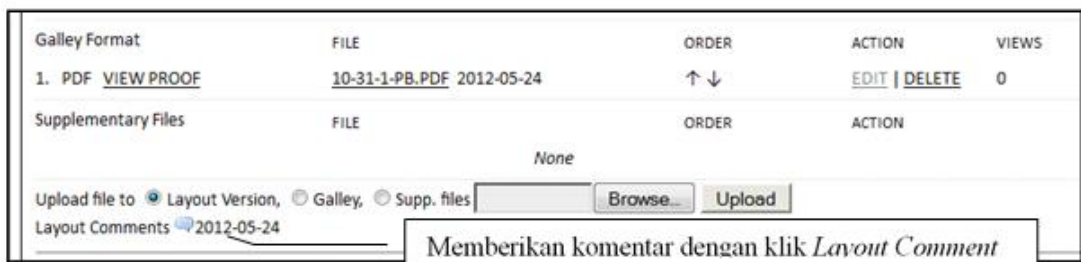 Galley Format FILE ORDER ACTION VIEWS
1. PDF VIEW PROOF 10-31-1-PB.PDF 2012-05-24 ↑ ↓ EDIT | DELETE 0
Supplementary Files FILE ORDER ACTION
None
Upload file to Layout Version, Galley, Supp. files Browse... Upload
Layout Comments 2012-05-24
Memberikan komentar dengan klik Layout Comment